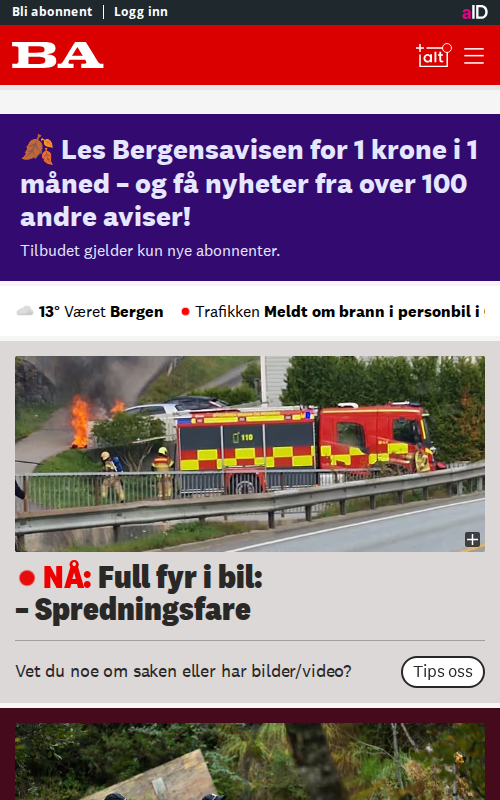 Bli abonnent | Logg inn
aID
BA
+alt
Les Bergensavisen for 1 krone i 1
måned – og få nyheter fra over 100
andre aviser!
Tilbudet gjelder kun nye abonnenter.
13° Været Bergen
Trafikken Meldt om brann i personbil i
110
NÅ: Full fyr i bil:
– Spredningsfare
Vet du noe om saken eller har bilder/video?
Tips oss